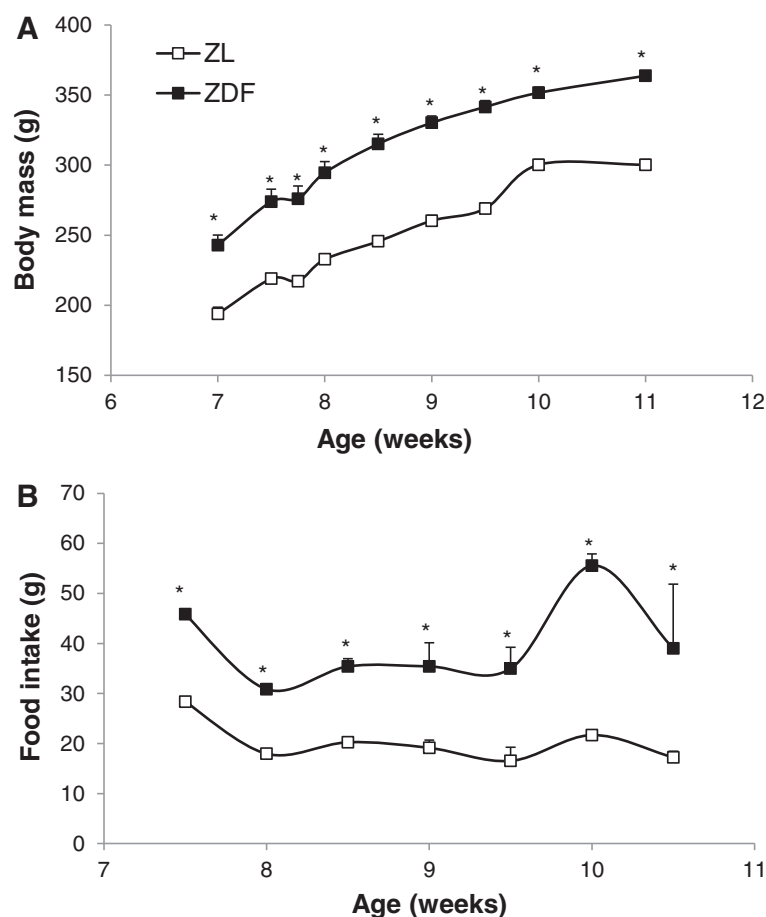 A
400
350
300
250
200
150
Body mass (g)
ZL
ZDF
* * * * * * * * *
6 7 8 9 10 11 12
Age (weeks)
B
70
60
50
40
30
20
10
0
Food intake (g)
* * * * * * *
7 8 9 10 11
Age (weeks)